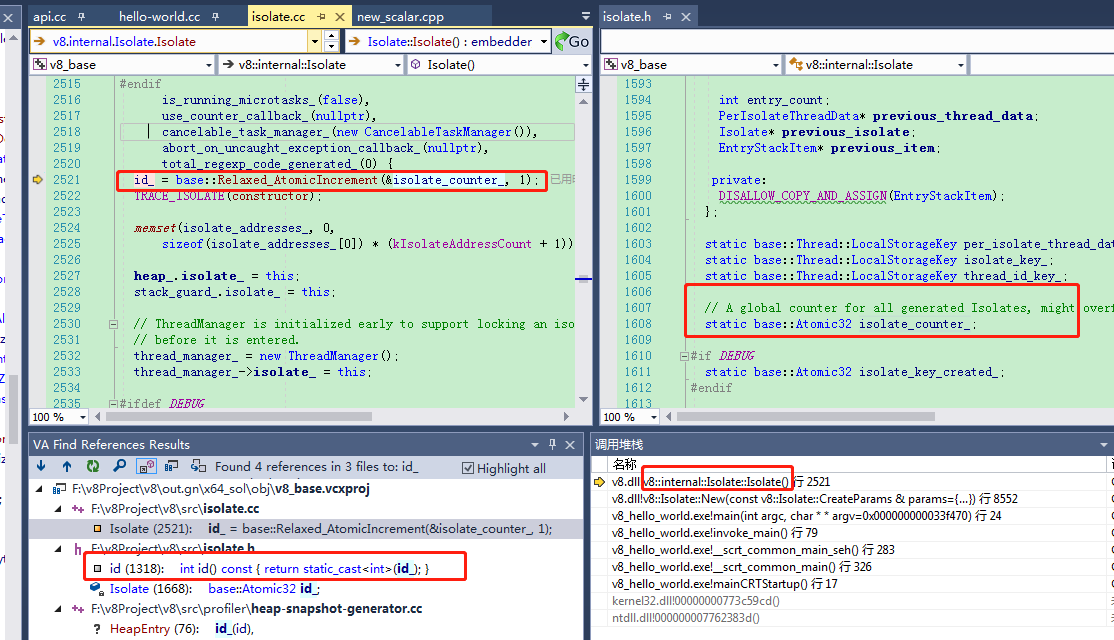 api.cc
hello-world.cc
isolate.cc
new_scalar.cpp
v8.internal.Isolate.Isolate
Isolate::Isolate() : embedder
Go
v8_base
v8::internal::Isolate
Isolate()
2515 #endif
2516 is_running_microtasks_(false),
2517 use_counter_callback_(nullptr),
2518 cancelable_task_manager_(new CancelableTaskManager()),
2519 abort_on_uncaught_exception_callback_(nullptr),
2520 total_regexp_code_generated_(0) {
2521 id_ = base::Relaxed_AtomicIncrement(&isolate_counter_, 1); 已用
2522 TRACE_ISOLATE(constructor);
2523
2524 memset(isolate_addresses_, 0,
2525 sizeof(isolate_addresses_[0]) * (kIsolateAddressCount + 1))
2526
2527 heap_.isolate_ = this;
2528 stack_guard_.isolate_ = this;
2529
2530 // ThreadManager is initialized early to support locking an iso
2531 // before it is entered.
2532 thread_manager_ = new ThreadManager();
2533 thread_manager_->isolate_ = this;
2534
2535 #ifdef DEBUG
100 %
isolate.h
v8_base
v8::internal::Isolate
1593
1594 int entry_count;
1595 PerIsolateThreadData* previous_thread_data;
1596 Isolate* previous_isolate;
1597 EntryStackItem* previous_item;
1598
1599 private:
1600 DISALLOW_COPY_AND_ASSIGN(EntryStackItem);
1601 };
1602
1603 static base::Thread::LocalStorageKey per_isolate_thread_dat
1604 static base::Thread::LocalStorageKey isolate_key_;
1605 static base::Thread::LocalStorageKey thread_id_key_;
1606
1607 // A global counter for all generated Isolates, might overf
1608 static base::Atomic32 isolate_counter_;
1609
1610 #if DEBUG
1611 static base::Atomic32 isolate_key_created_;
1612 #endif
1613
100 %
VA Find References Results
Found 4 references in 3 files to: id_
Highlight all
F:\v8Project\v8\out.gn\x64_sol\obj\v8_base.vcxproj
F:\v8Project\v8\src\isolate.cc
Isolate (2521): id_ = base::Relaxed_AtomicIncrement(&isolate_counter_, 1);
F:\v8Project\v8\src\isolate.h
id (1318): int id() const { return static_cast<int>(id_); }
Isolate (1668): base::Atomic32 id_;
F:\v8Project\v8\src\profiler\heap-snapshot-generator.cc
HeapEntry (76): id_(id),
调用堆栈
名称
v8.dll!v8::internal::Isolate::Isolate() 行 2521
v8.dll!v8::Isolate::New(const v8::Isolate::CreateParams & params={...}) 行 8552
v8_hello_world.exe!main(int argc, char * * argv=0x000000000033f470) 行 24
v8_hello_world.exe!invoke_main() 行 79
v8_hello_world.exe!__scrt_common_main_seh() 行 283
v8_hello_world.exe!__scrt_common_main() 行 326
v8_hello_world.exe!mainCRTStartup() 行 17
kernel32.dll!00000000773c59cd()
ntdll.dll!000000007762383d()